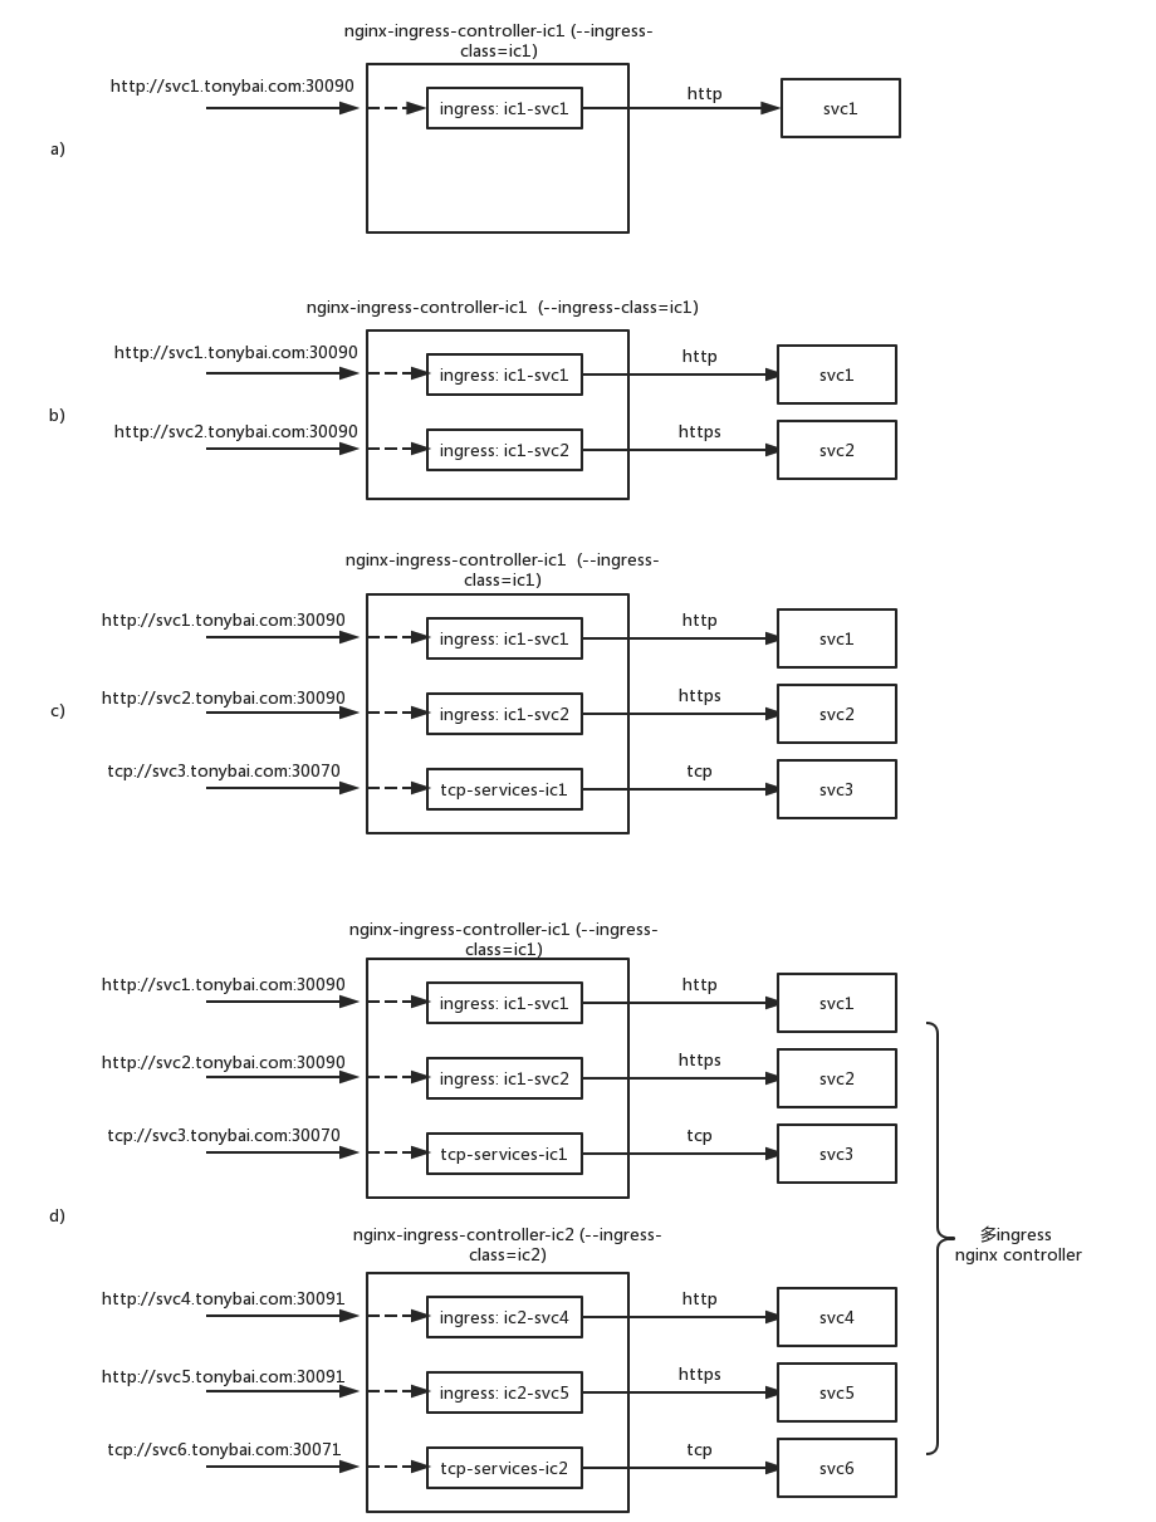 nginx-ingress-controller-ic1 (--ingress-
class=ic1)
http://svc1.tonybai.com:30090
ingress: ic1-svc1
http
svc1
a)
nginx-ingress-controller-ic1 (--ingress-class=ic1)
http://svc1.tonybai.com:30090
ingress: ic1-svc1
http
svc1
b)
http://svc2.tonybai.com:30090
ingress: ic1-svc2
https
svc2
nginx-ingress-controller-ic1 (--ingress-
class=ic1)
http://svc1.tonybai.com:30090
ingress: ic1-svc1
http
svc1
http://svc2.tonybai.com:30090
ingress: ic1-svc2
https
svc2
c)
tcp://svc3.tonybai.com:30070
tcp-services-ic1
tcp
svc3
nginx-ingress-controller-ic1 (--ingress-
class=ic1)
http://svc1.tonybai.com:30090
ingress: ic1-svc1
http
svc1
http://svc2.tonybai.com:30090
ingress: ic1-svc2
https
svc2
tcp://svc3.tonybai.com:30070
tcp-services-ic1
tcp
svc3
d)
nginx-ingress-controller-ic2 (--ingress-
class=ic2)
多ingress
nginx controller
http://svc4.tonybai.com:30091
ingress: ic2-svc4
http
svc4
http://svc5.tonybai.com:30091
ingress: ic2-svc5
https
svc5
tcp://svc6.tonybai.com:30071
tcp-services-ic2
tcp
svc6